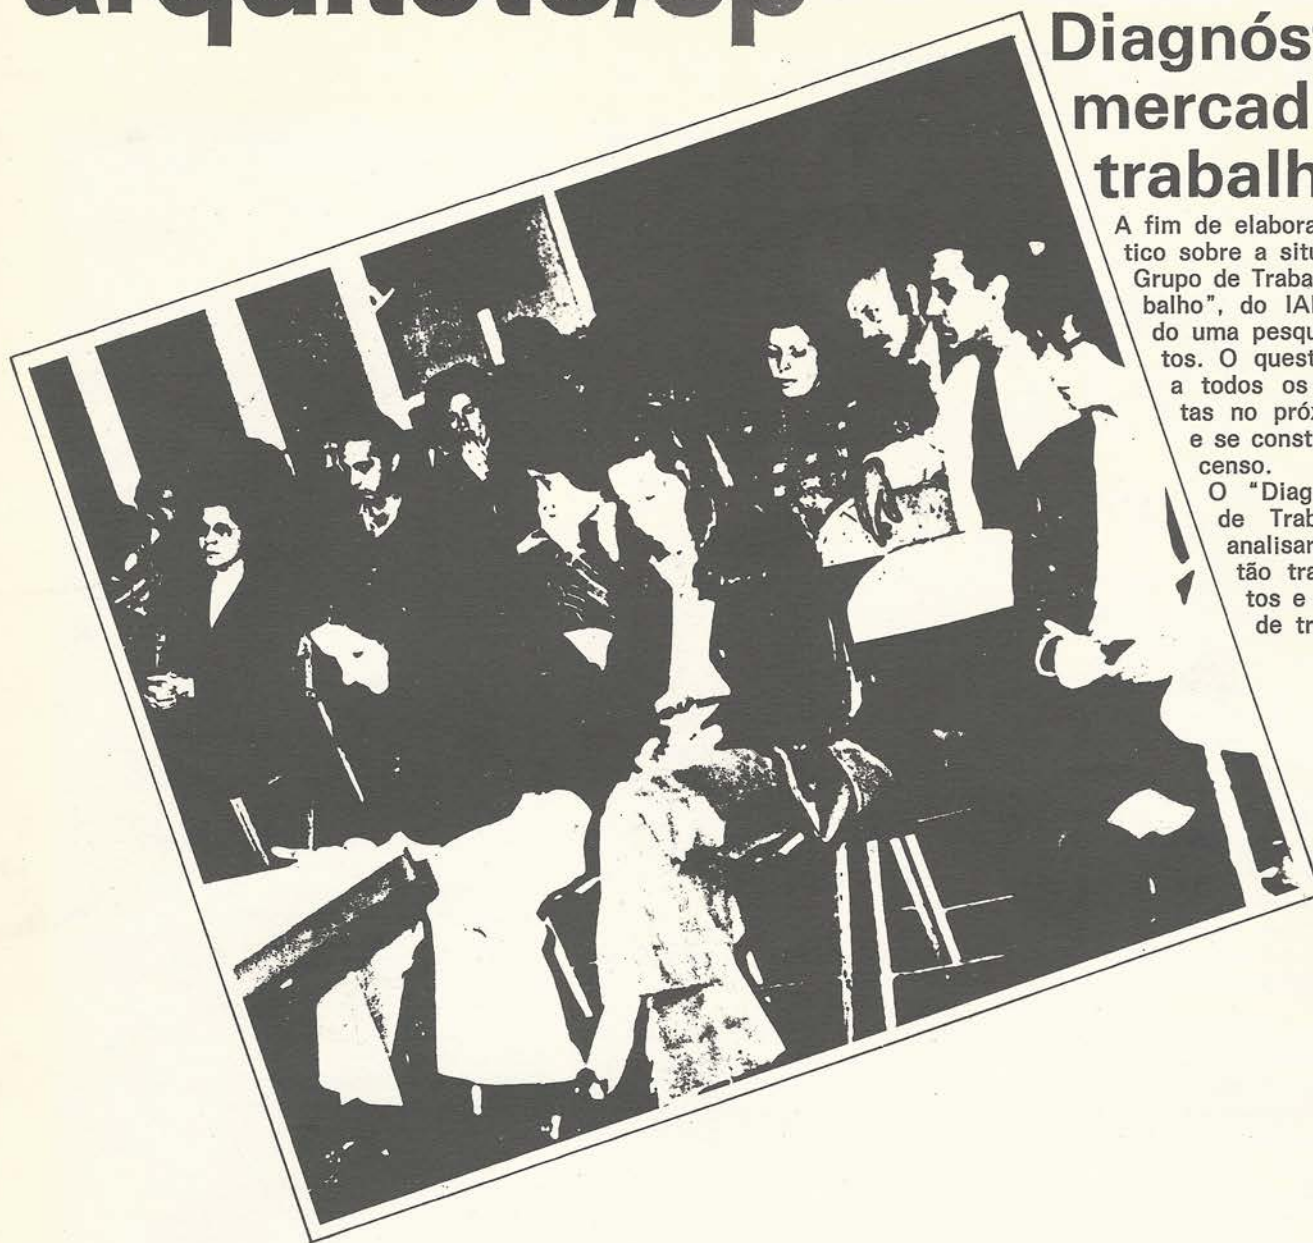 arquiteto/sp
Diagnós
mercad
trabalh
A fim de elabora
tico sobre a situ
Grupo de Traba
balho", do IA
do uma pesqu
tos. O quest
a todos os
tas no próx
e se const
censo.
O "Diag
de Trab
analisar
tão tra
tos e
de tr